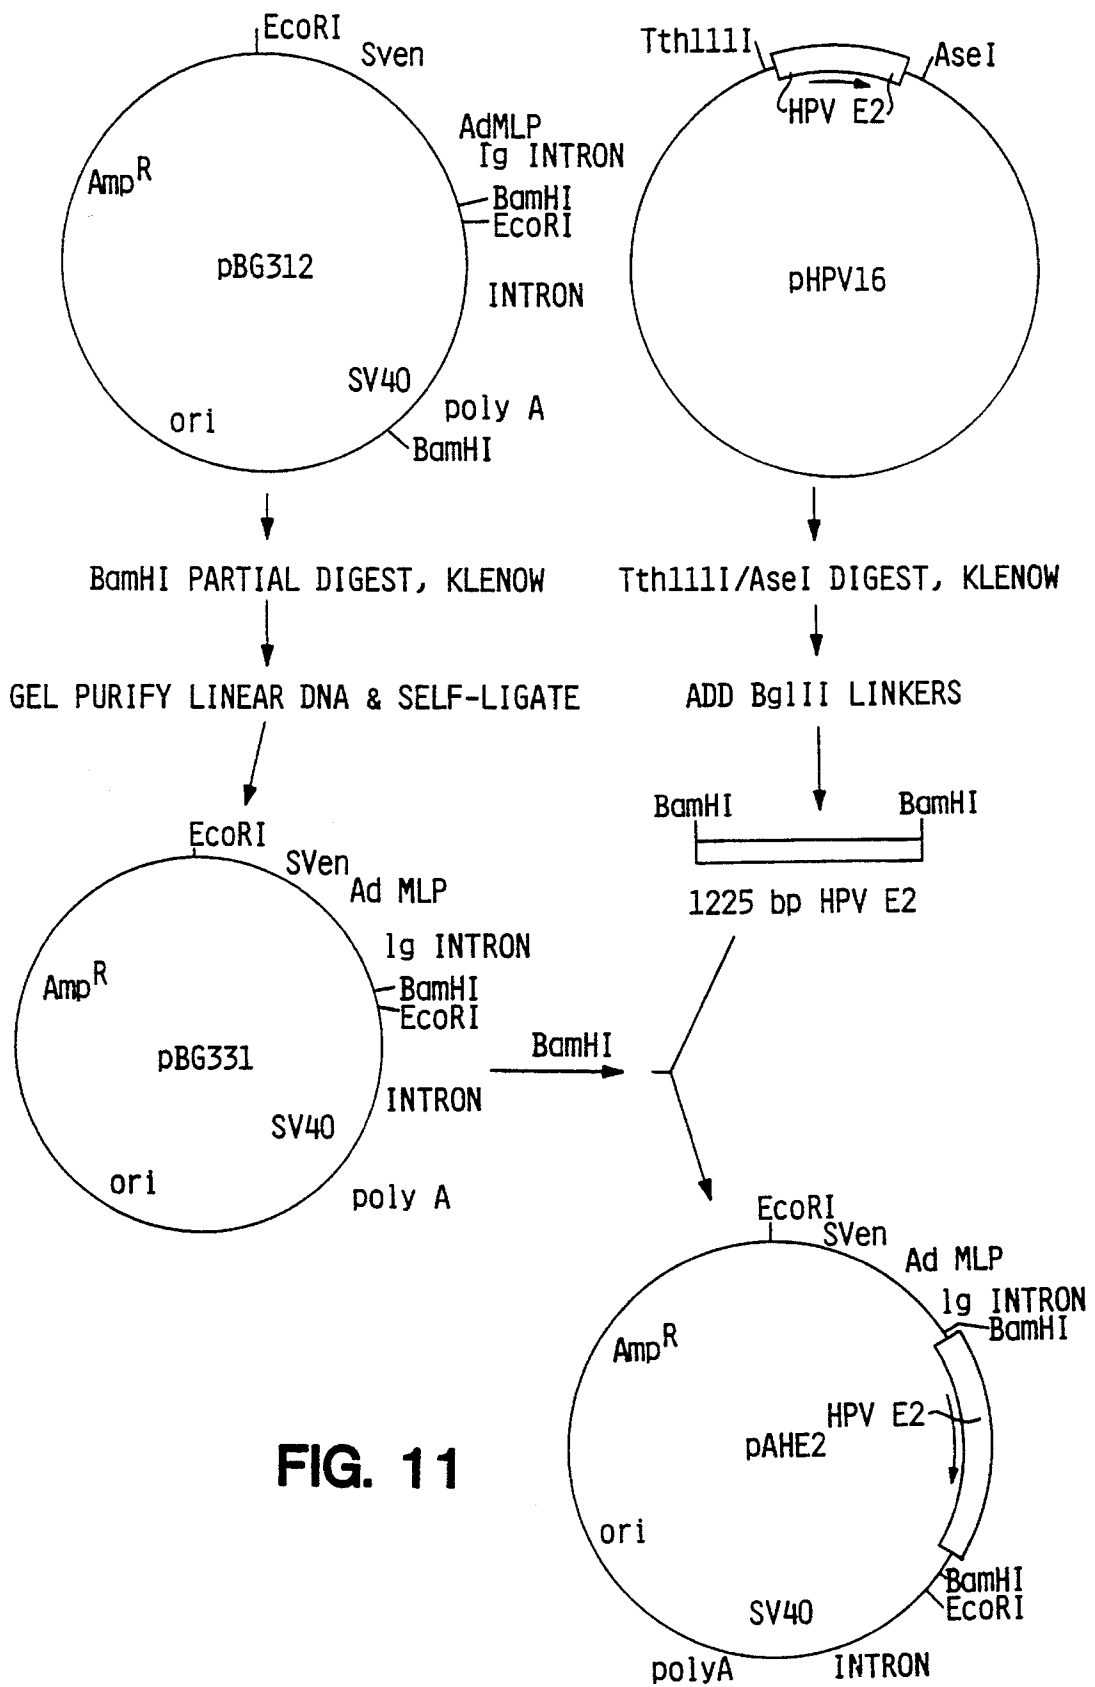 EcoRI
Sven
AdMLP
Ig INTRON
BamHI
EcoRI
Amp^R
pBG312
INTRON
SV40
poly A
ori
BamHI
Tth111I
AseI
HPV E2
pHPV16
BamHI PARTIAL DIGEST, KLENOW
Tth111I/AseI DIGEST, KLENOW
GEL PURIFY LINEAR DNA & SELF-LIGATE
ADD BglII LINKERS
BamHI
BamHI
1225 bp HPV E2
EcoRI
SVen
Ad MLP
lg INTRON
BamHI
EcoRI
Amp^R
pBG331
INTRON
SV40
ori
poly A
BamHI
EcoRI
SVen
Ad MLP
lg INTRON
BamHI
Amp^R
HPV E2
pAHE2
ori
BamHI
EcoRI
SV40
polyA
INTRON
FIG. 11